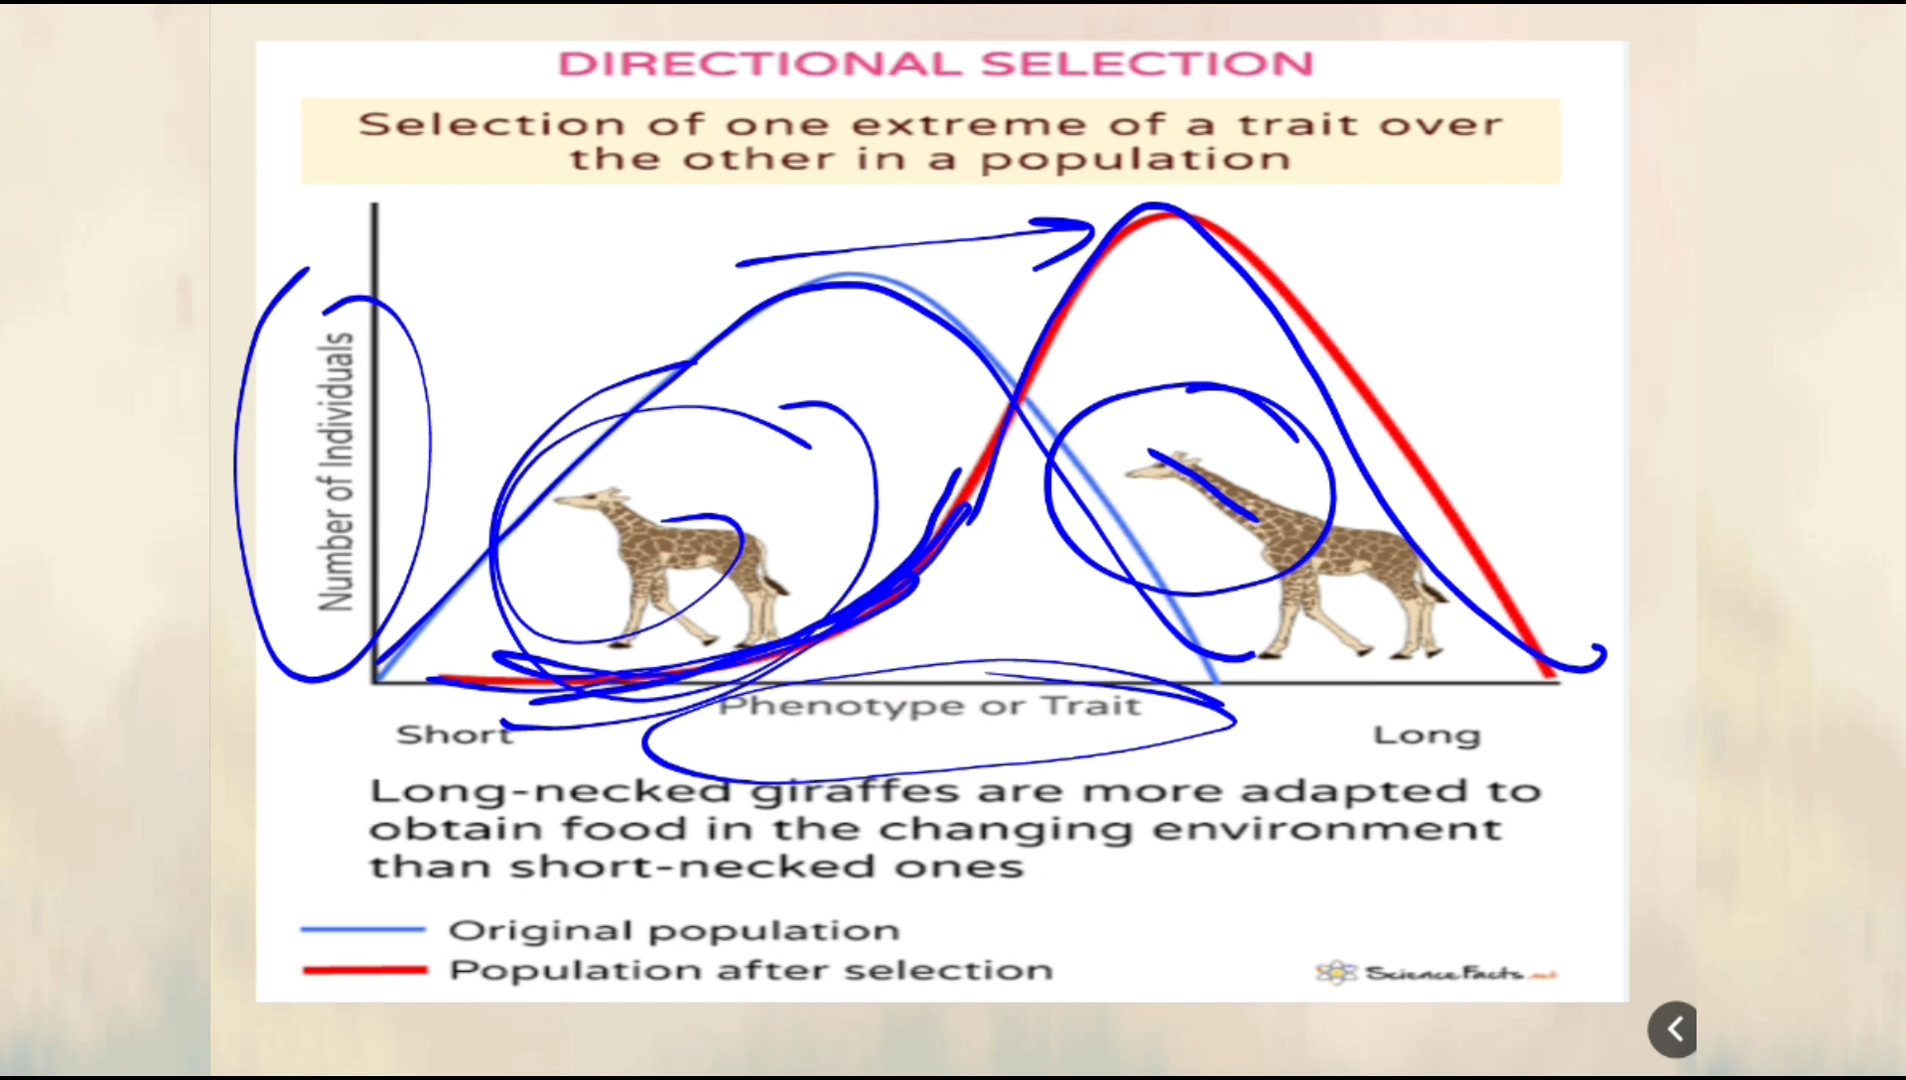 DIRECTIONAL SELECTION
Selection of one extreme of a trait over
the other in a population
Number of Individuals
Phenotype or Trait
Short
Long
Long-necked giraffes are more adapted to
obtain food in the changing environment
than short-necked ones
Original population
Population after selection
ScienceFacts.net